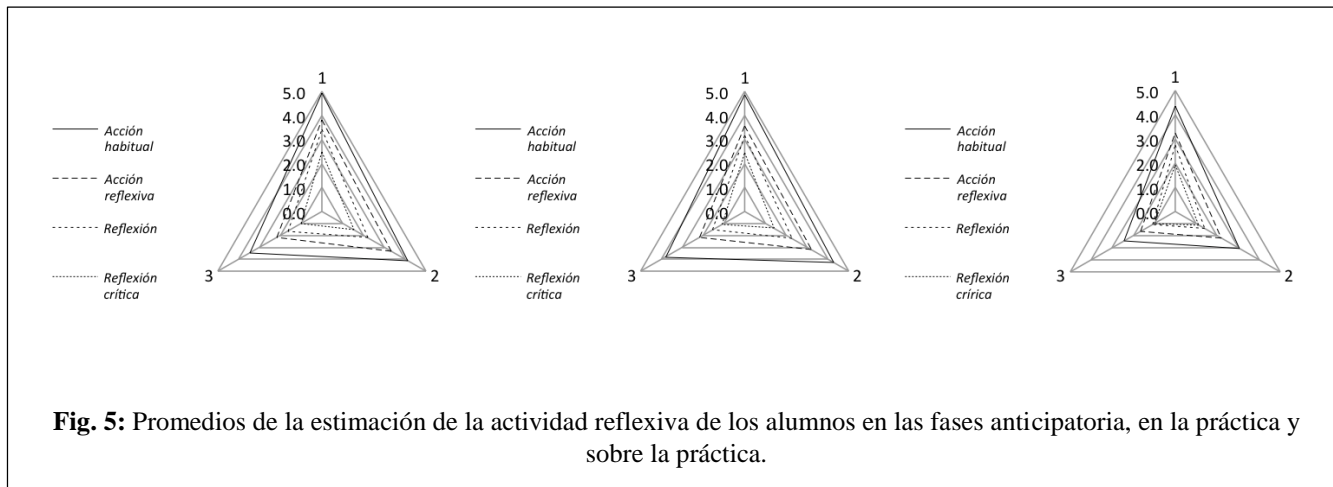 1
5.0
4.0
3.0
2.0
1.0
0.0
3
2
Acción
habitual
Acción
reflexiva
Reflexión
Reflexión
crítica
1
5.0
4.0
3.0
2.0
1.0
0.0
3
2
Acción
habitual
Acción
reflexiva
Reflexión
Reflexión
crítica
1
5.0
4.0
3.0
2.0
1.0
0.0
3
2
Acción
habitual
Acción
reflexiva
Reflexión
Reflexión
crírica
Fig. 5: Promedios de la estimación de la actividad reflexiva de los alumnos en las fases anticipatoria, en la práctica y
sobre la práctica.